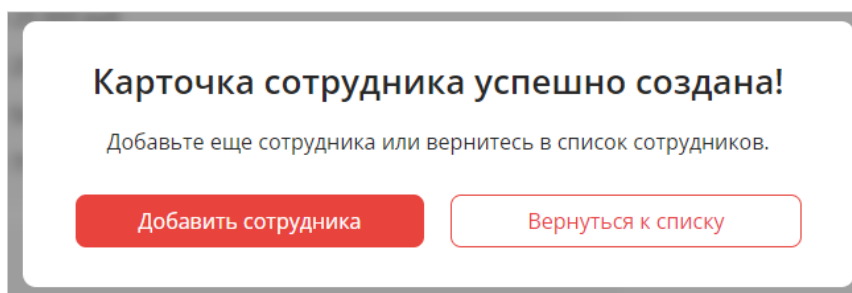 Карточка сотрудника успешно создана!
Добавьте еще сотрудника или вернитесь в список сотрудников.
Добавить сотрудника
Вернуться к списку